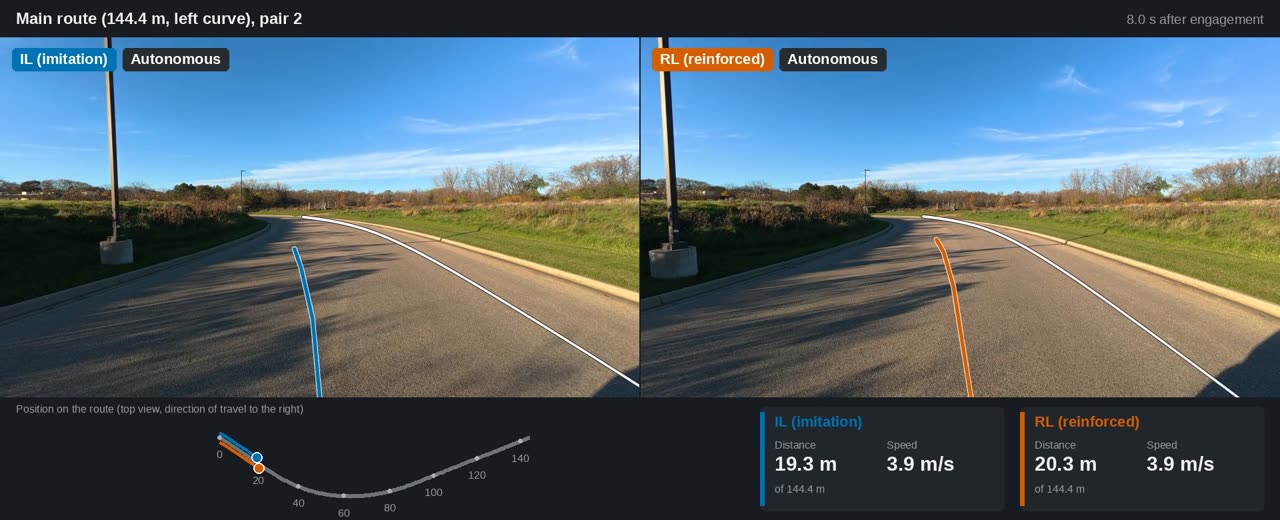 Main route (144.4 m, left curve), pair 2
8.0 s after engagement
IL (imitation) Autonomous
RL (reinforced) Autonomous
Position on the route (top view, direction of travel to the right)
0
20
40
60
80
100
120
140
IL (imitation)
Distance Speed
19.3 m 3.9 m/s
of 144.4 m
RL (reinforced)
Distance Speed
20.3 m 3.9 m/s
of 144.4 m